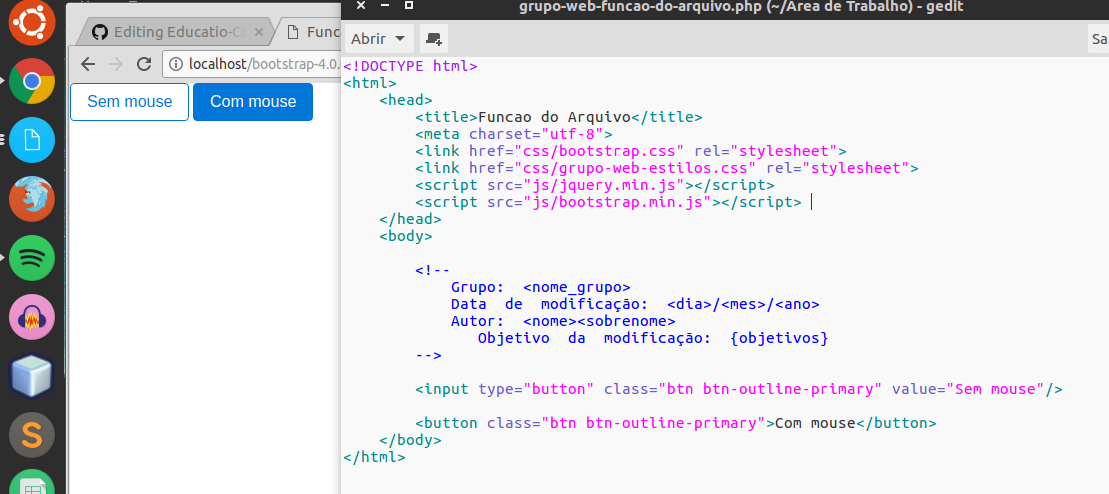 grupo-web-funcao-do-arquivo.php (~/Área de Trabalho) - gedit
Editing Educatio-C
Func
Abrir
Sa
localhost/bootstrap-4.0.
Sem mouse
Com mouse
<!DOCTYPE html>
<html>
<head>
<title>Funcao do Arquivo</title>
<meta charset="utf-8">
<link href="css/bootstrap.css" rel="stylesheet">
<link href="css/grupo-web-estilos.css" rel="stylesheet">
<script src="js/jquery.min.js"></script>
<script src="js/bootstrap.min.js"></script>
</head>
<body>
<!--
Grupo: <nome_grupo>
Data de modificação: <dia>/<mes>/<ano>
Autor: <nome><sobrenome>
Objetivo da modificação: {objetivos}
-->
<input type="button" class="btn btn-outline-primary" value="Sem mouse"/>
<button class="btn btn-outline-primary">Com mouse</button>
</body>
</html>